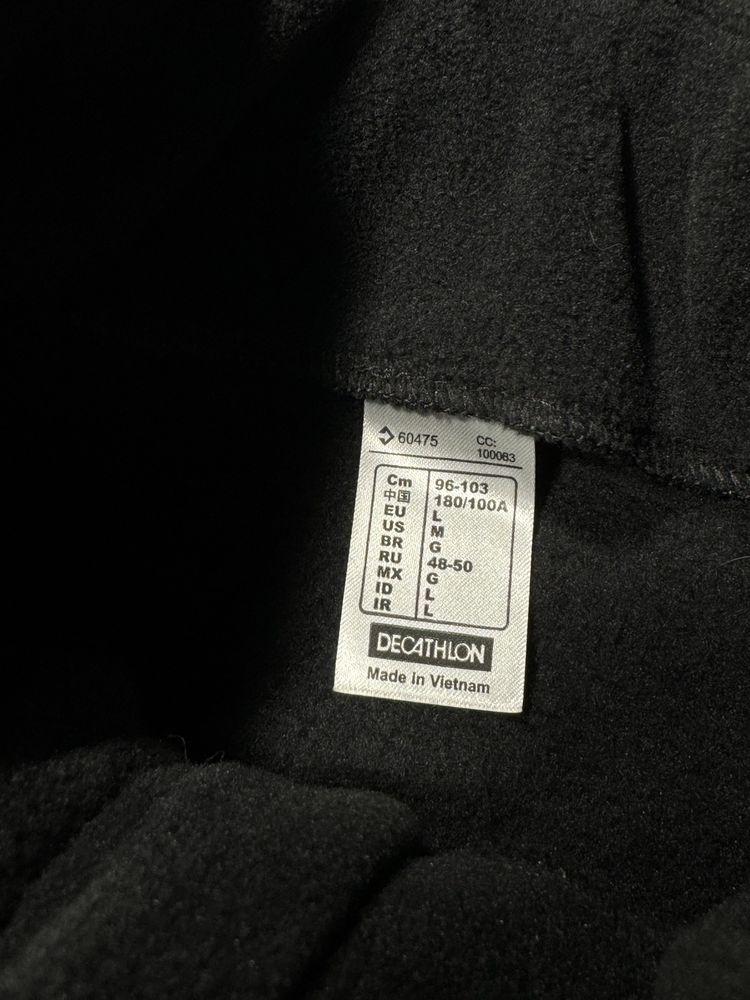 60475 CC: 100063
Cm 96-103
中国 180/100A
EU L
US M
BR G
RU 48-50
MX G
ID L
IR L
DECATHLON
Made in Vietnam